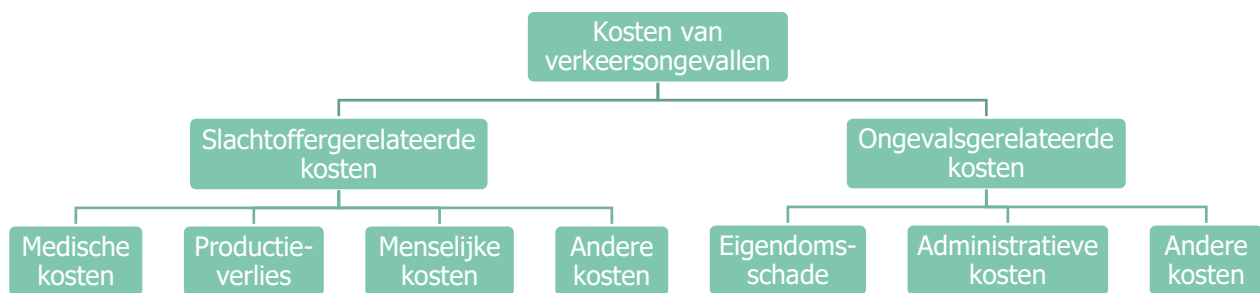 Kosten van
verkeersongevallen
Slachtoffergerelateerde
kosten
Ongevalsgerelateerde
kosten
Medische
kosten
Productie-
verlies
Menselijke
kosten
Andere
kosten
Eigendoms-
schade
Administratieve
kosten
Andere
kosten